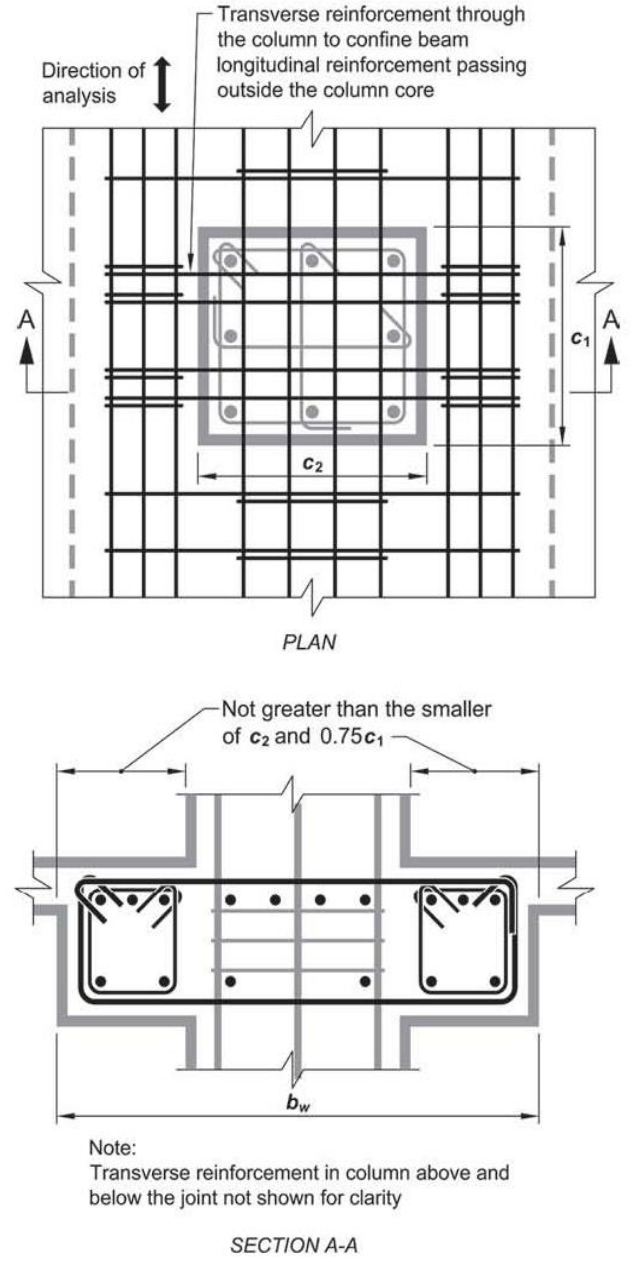 Transverse reinforcement through
the column to confine beam
longitudinal reinforcement passing
outside the column core
Direction of
analysis
A
A
c₁
c₂
PLAN
Not greater than the smaller
of c₂ and 0.75c₁
bw
Note:
Transverse reinforcement in column above and
below the joint not shown for clarity
SECTION A-A